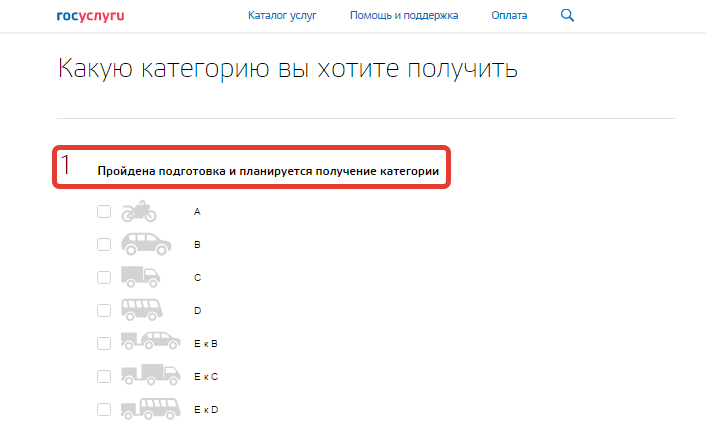 госуслуги Каталог услуг Помощь и поддержка Оплата
Какую категорию вы хотите получить
1 Пройдена подготовка и планируется получение категории
A
B
C
D
E к B
E к C
E к D